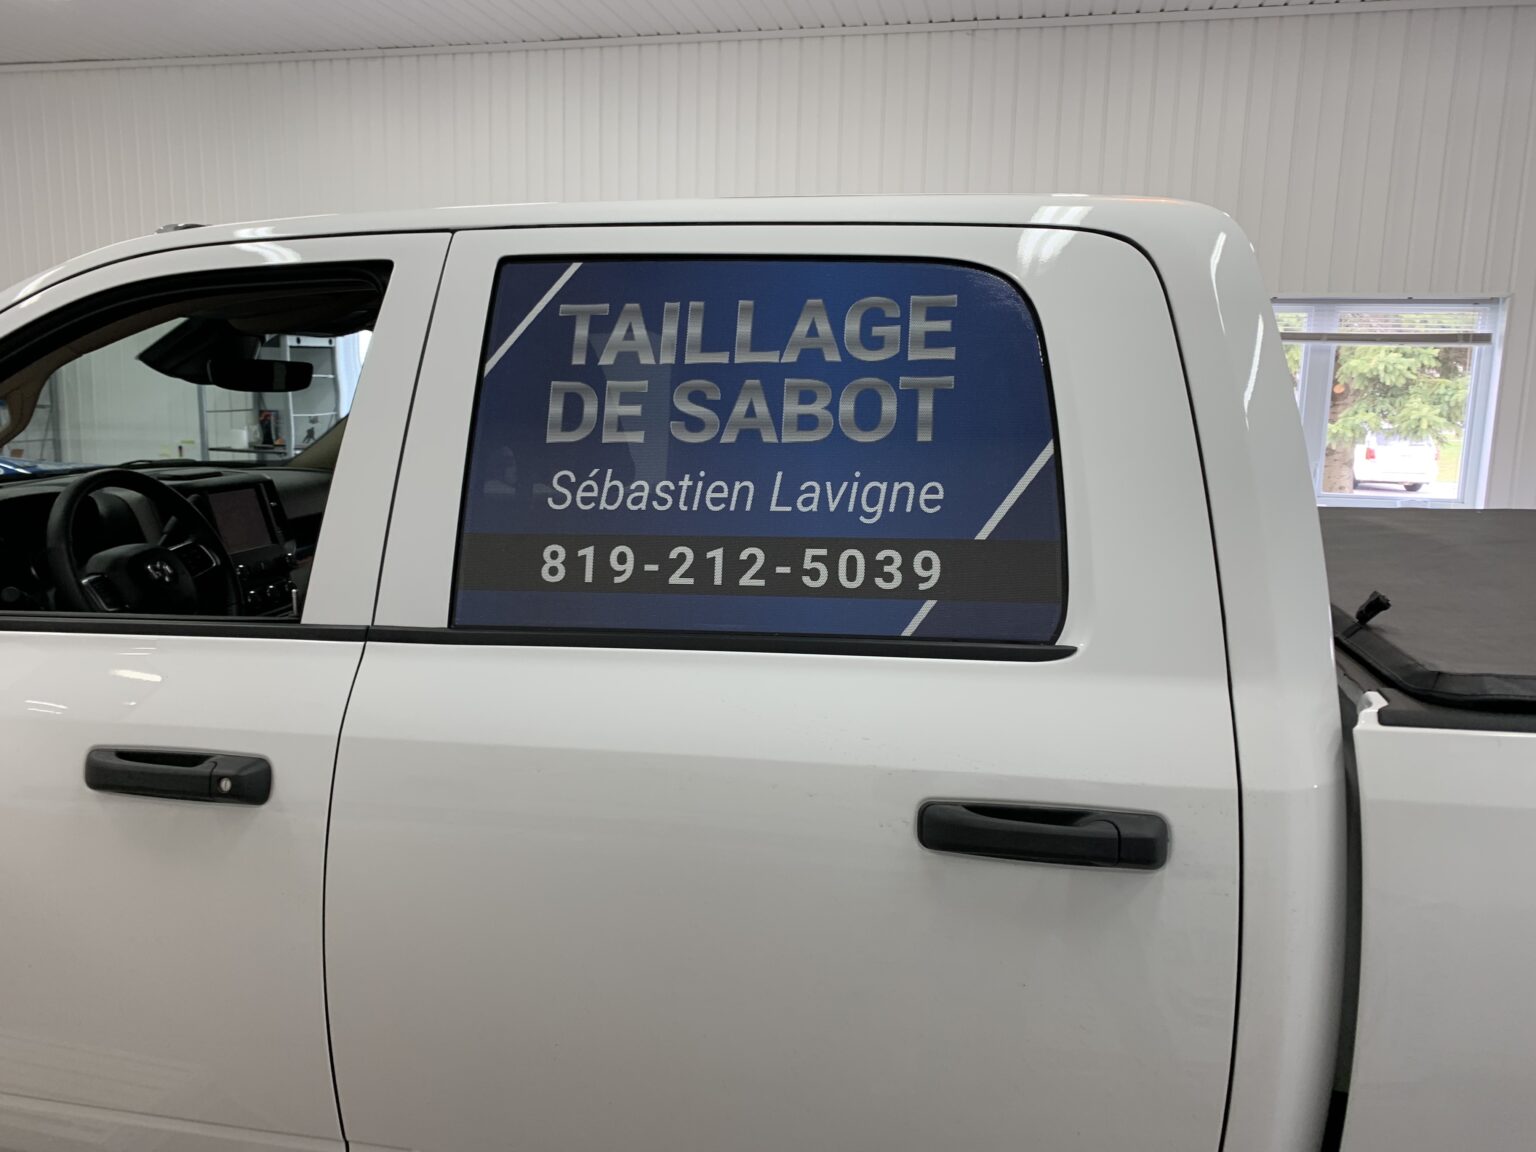 TAILLAGE
DE SABOT
Sébastien Lavigne
819-212-5039